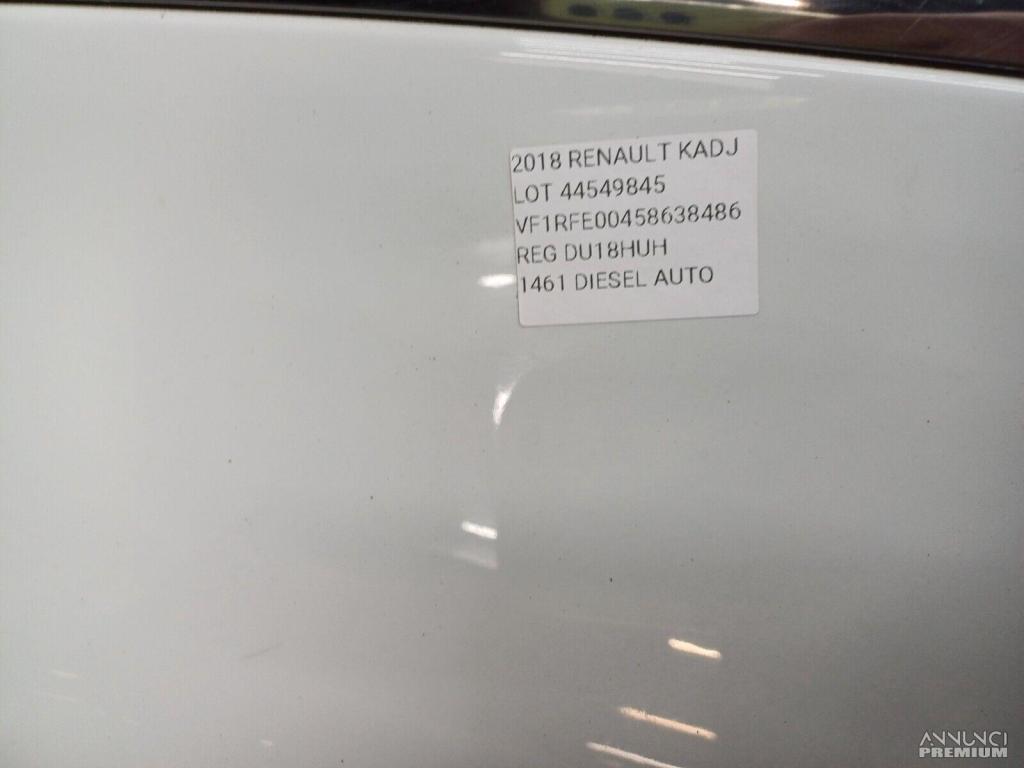 2018 RENAULT KADJ
LOT 44549845
VF1RFE00458638486
REG DU18HUH
1461 DIESEL AUTO
ANNUNCI
PREMIUM